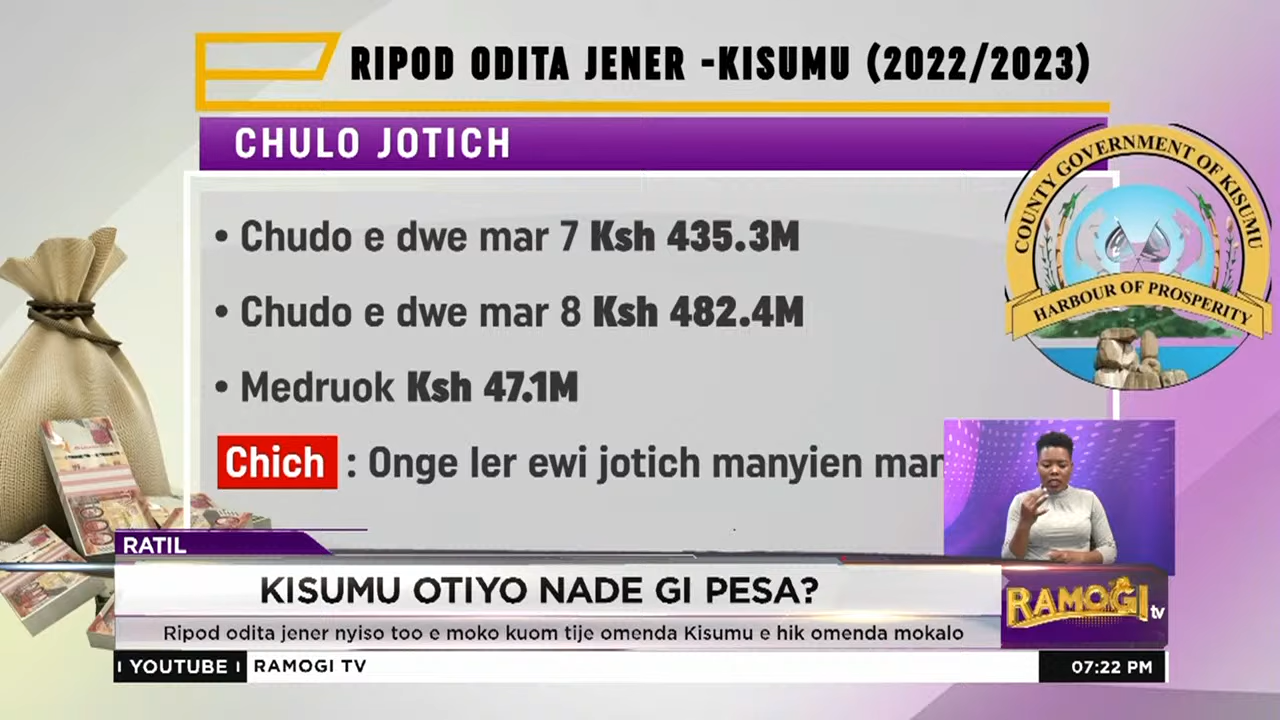 RIPOD ODITA JENER -KISUMU (2022/2023)
CHULO JOTICH
COUNTY GOVERNMENT OF KISUMU
HARBOUR OF PROSPERITY
• Chudo e dwe mar 7 Ksh 435.3M
• Chudo e dwe mar 8 Ksh 482.4M
• Medruok Ksh 47.1M
Chich : Onge ler ewi jotich manyien
RATIL
KISUMU OTIYO NADE GI PESA?
Ripod odita jener nyiso too e moko kuom tije omenda Kisumu e hik omenda mokalo
RAMOGI tv
YOUTUBE
RAMOGI TV
07:22 PM